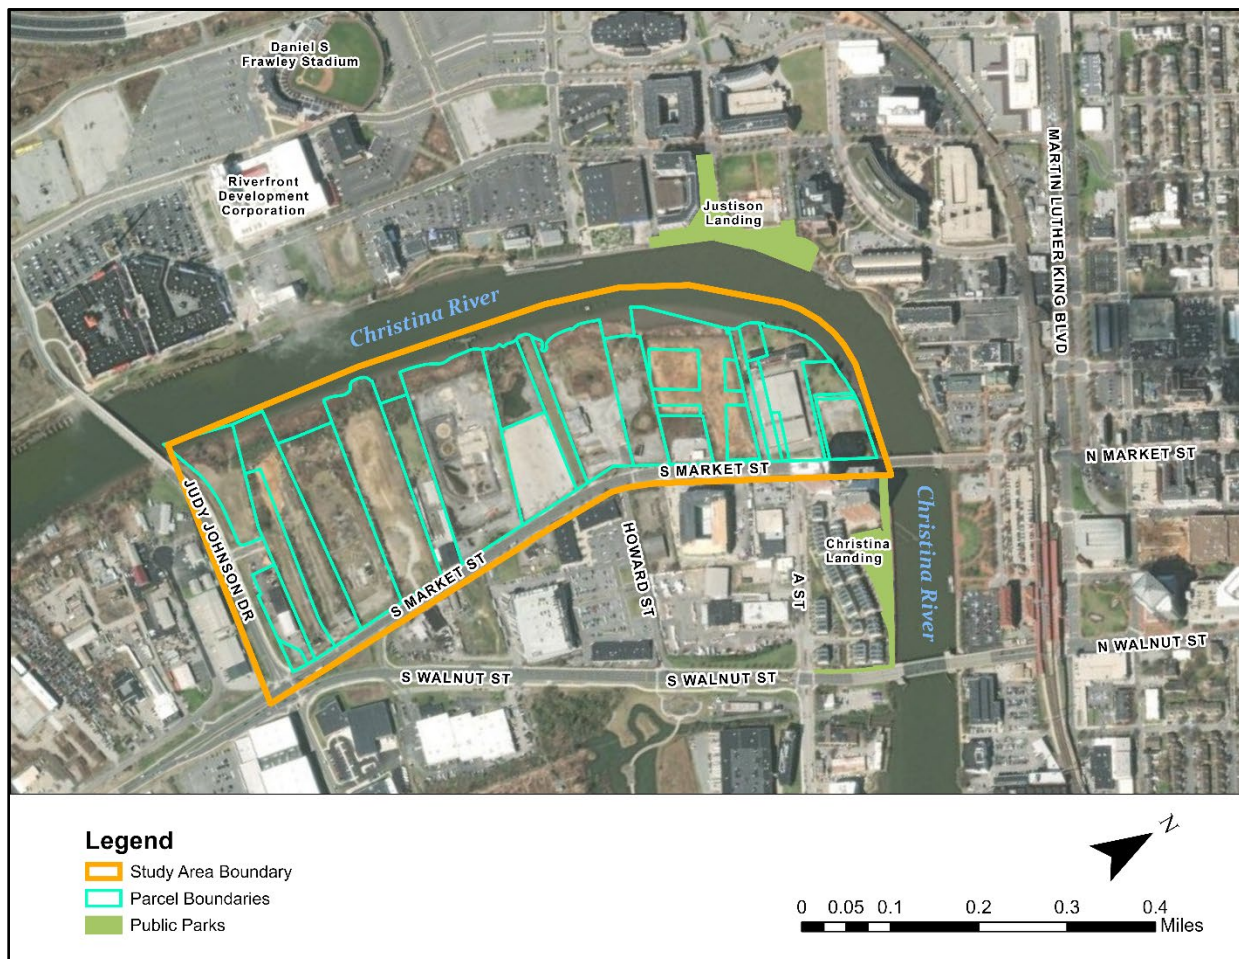 Daniel S
Frawley Stadium
Riverfront
Development
Corporation
Justison
Landing
MARTIN LUTHER KING BLVD
Christina River
JUDY JOHNSON DR
S MARKET ST
S MARKET ST
N MARKET ST
HOWARD ST
A ST
Christina
Landing
Christina River
S WALNUT ST
S WALNUT ST
N WALNUT ST
Legend
Study Area Boundary
Parcel Boundaries
Public Parks
N
0 0.05 0.1 0.2 0.3 0.4
Miles